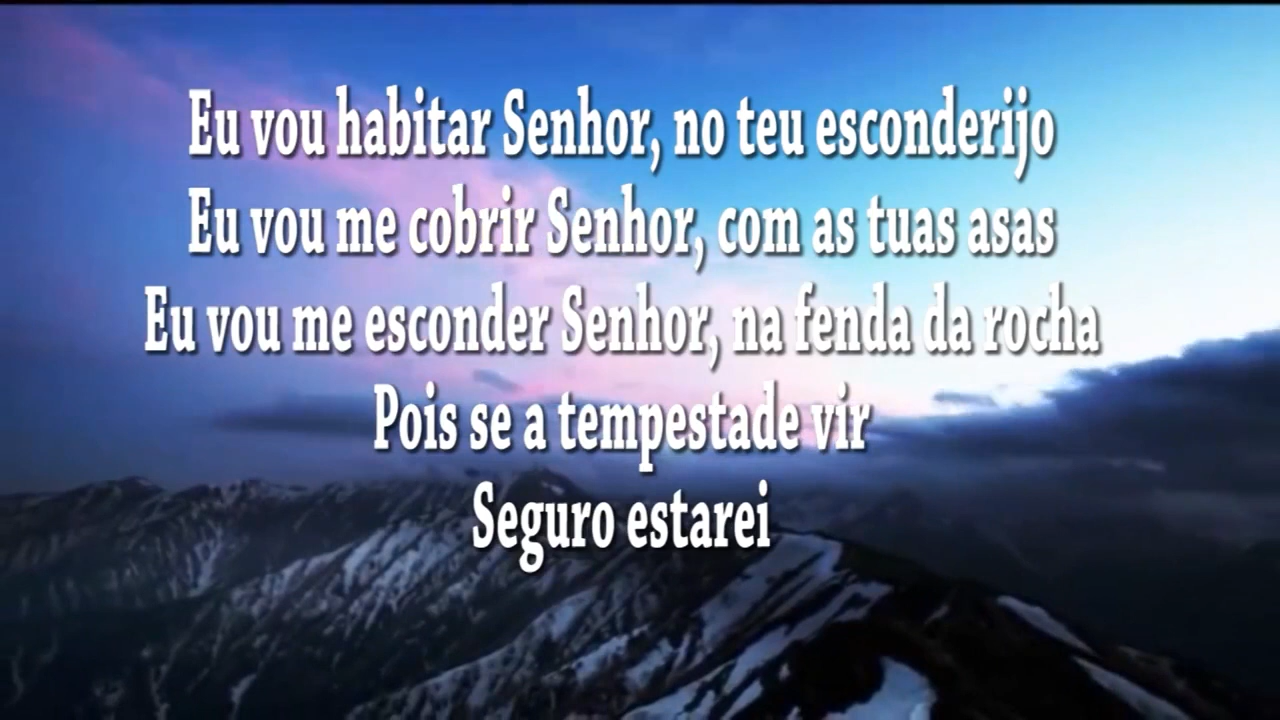 Eu vou habitar Senhor, no teu esconderijo
Eu vou me cobrir Senhor, com as tuas asas
Eu vou me esconder Senhor, na fenda da rocha
Pois se a tempestade vir
Seguro estarei